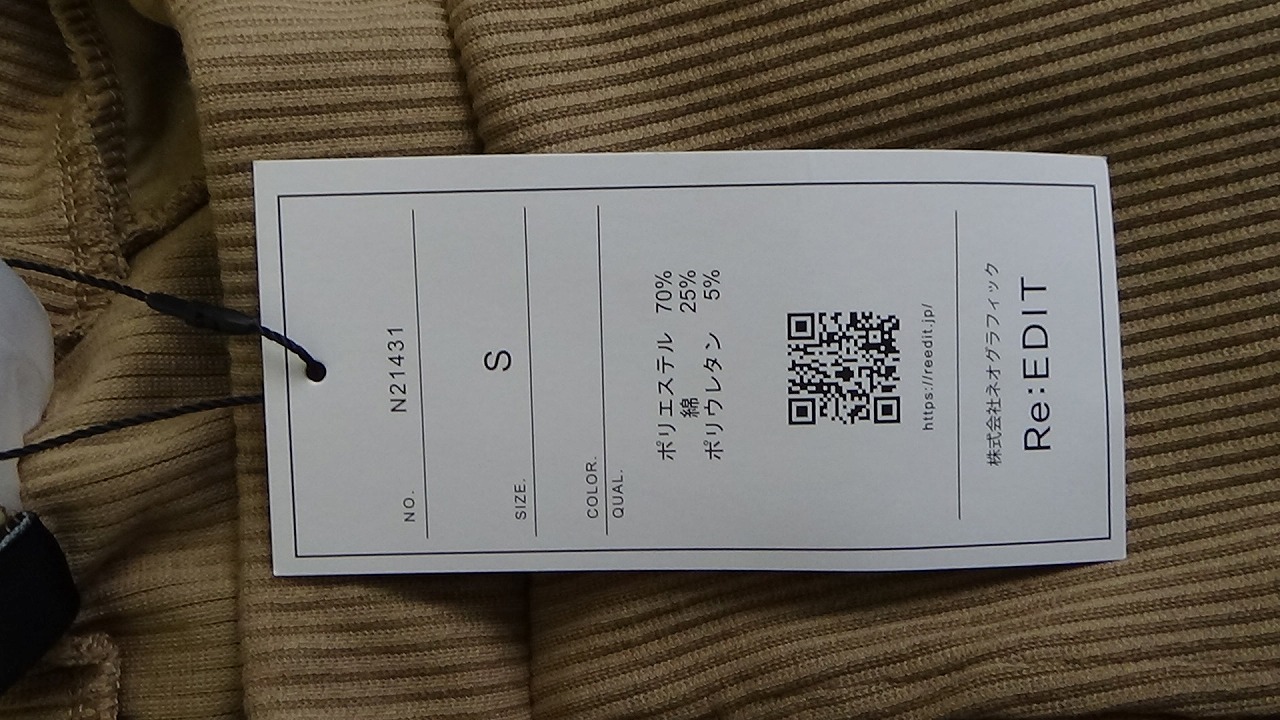 NO. N21431
SIZE. S
COLOR.
QUAL.
ポリエステル 70%
綿 25%
ポリウレタン 5%
https://reedit.jp/
株式会社ネオグラフィック
Re:EDIT